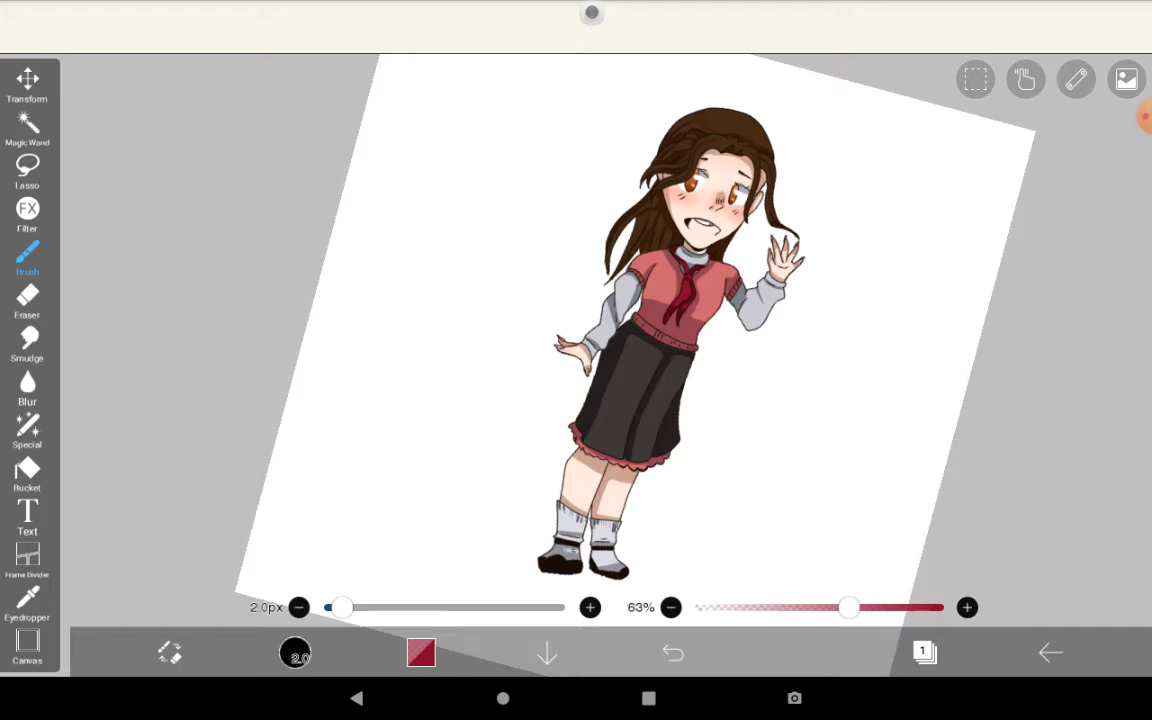 Transform
Magic Wand
Lasso
FX
Filter
Brush
Eraser
Smudge
Blur
Special
Bucket
T
Text
Frame Divider
Eyedropper
Canvas
2.0px
63%
2.0
1